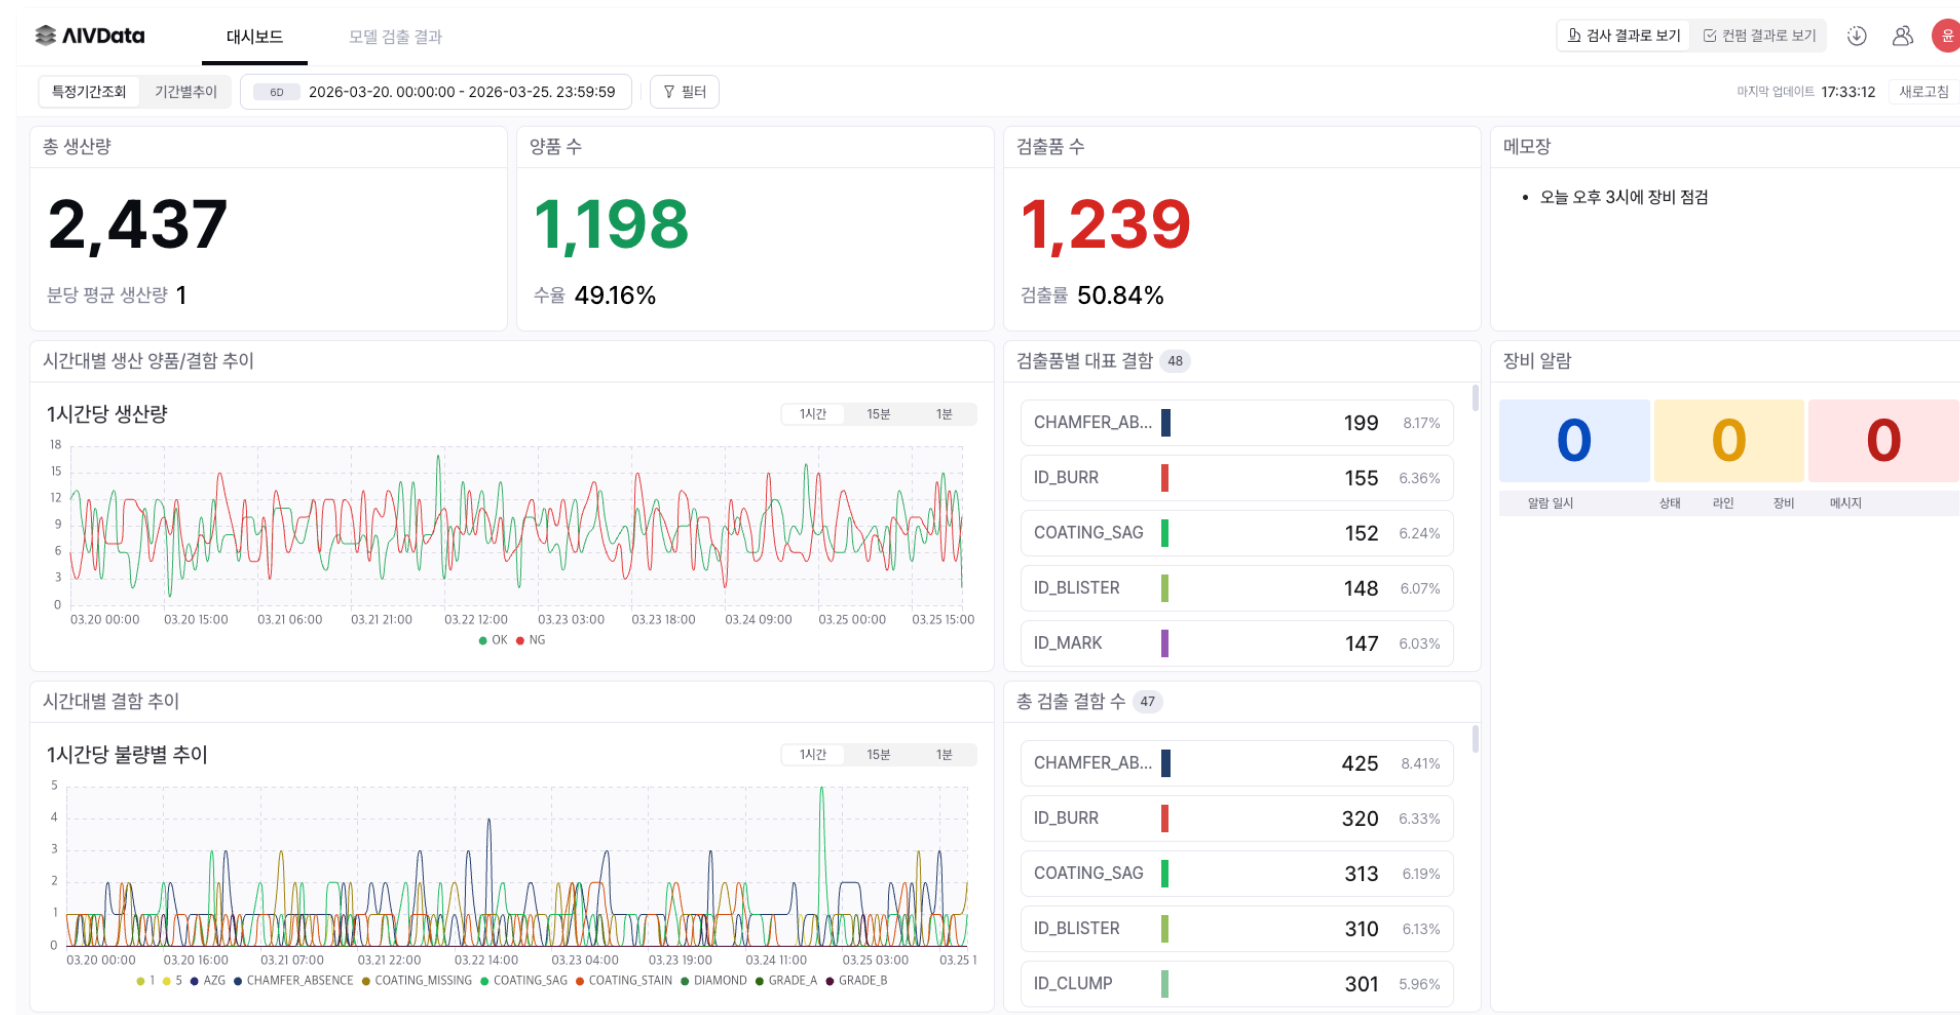 AIVData
대시보드
모델 검출 결과
검사 결과로 보기
컨펌 결과로 보기
윤
특정기간조회
기간별추이
6D
2026-03-20. 00:00:00 - 2026-03-25. 23:59:59
필터
마지막 업데이트 17:33:12
새로고침
총 생산량
2,437
분당 평균 생산량 1
양품 수
1,198
수율 49.16%
검출품 수
1,239
검출률 50.84%
메모장
• 오늘 오후 3시에 장비 점검
시간대별 생산 양품/결함 추이
1시간당 생산량
1시간 15분 1분
18
15
12
9
6
3
0
03.20 00:00 03.20 15:00 03.21 06:00 03.21 21:00 03.22 12:00 03.23 03:00 03.23 18:00 03.24 09:00 03.25 00:00 03.25 15:00
OK NG
검출품별 대표 결함 48
CHAMFER_AB... 199 8.17%
ID_BURR 155 6.36%
COATING_SAG 152 6.24%
ID_BLISTER 148 6.07%
ID_MARK 147 6.03%
장비 알람
0 0 0
알람 일시 상태 라인 장비 메시지
시간대별 결함 추이
1시간당 불량별 추이
1시간 15분 1분
5
4
3
2
1
0
03.20 00:00 03.20 16:00 03.21 07:00 03.21 22:00 03.22 14:00 03.23 04:00 03.23 19:00 03.24 11:00 03.25 03:00 03.25 1
1 5 AZG CHAMFER_ABSENCE COATING_MISSING COATING_SAG COATING_STAIN DIAMOND GRADE_A GRADE_B
총 검출 결함 수 47
CHAMFER_AB... 425 8.41%
ID_BURR 320 6.33%
COATING_SAG 313 6.19%
ID_BLISTER 310 6.13%
ID_CLUMP 301 5.96%